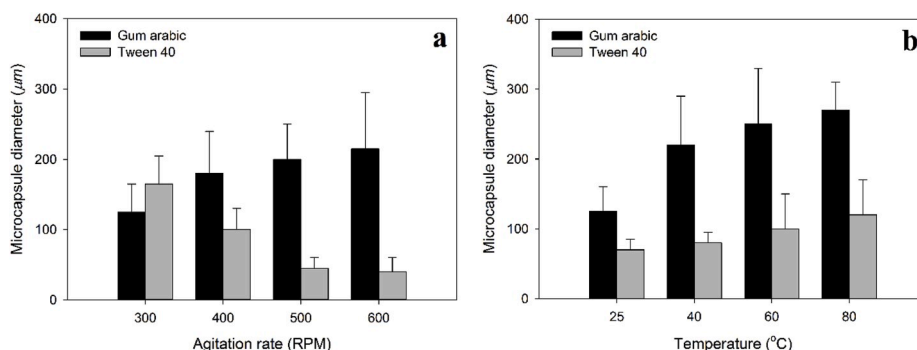 400
300
200
100
0
Microcapsule diameter (μm)
Gum arabic
Tween 40
a
300 400 500 600
Agitation rate (RPM)
400
300
200
100
0
Microcapsule diameter (μm)
Gum arabic
Tween 40
b
25 40 60 80
Temperature (°C)